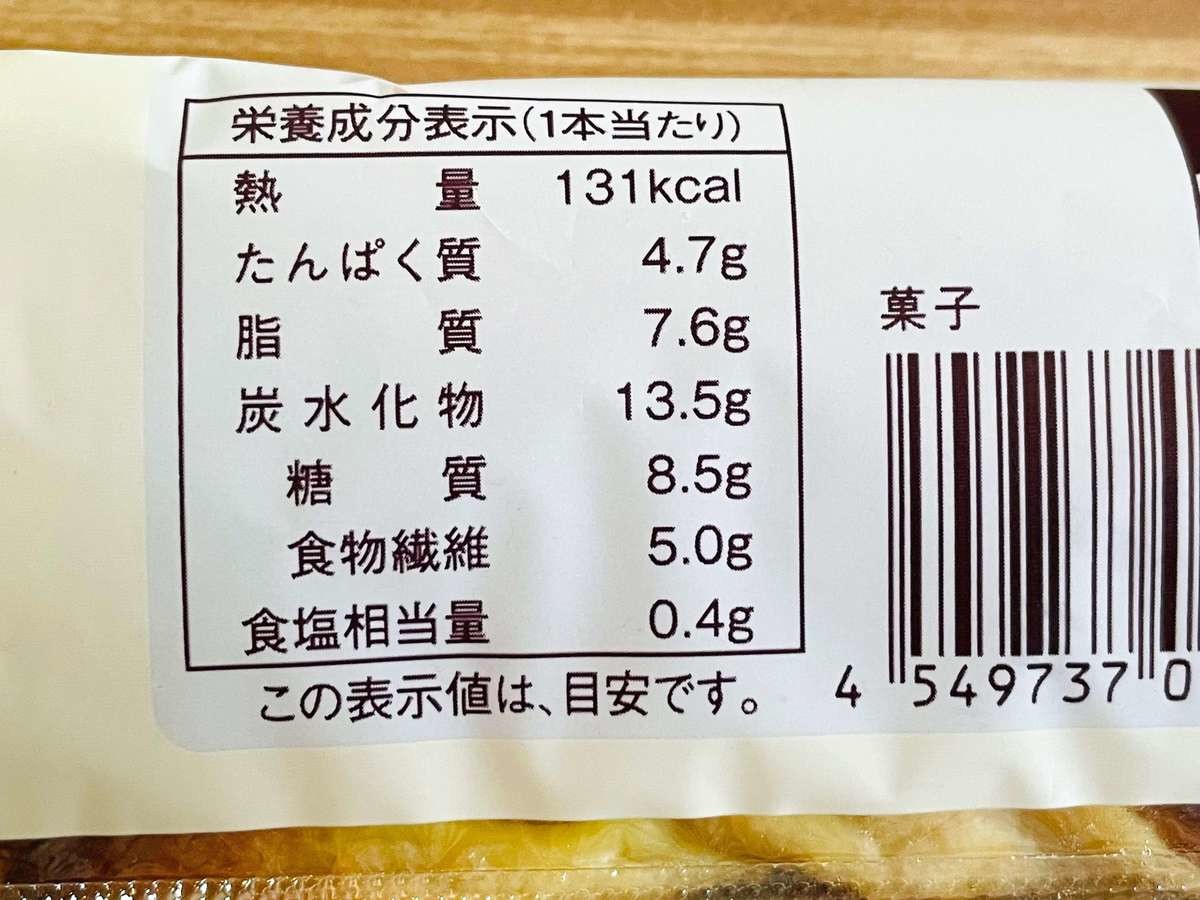 栄養成分表示(1本当たり)
熱量 131kcal
たんぱく質 4.7g
脂質 7.6g
炭水化物 13.5g
糖質 8.5g
食物繊維 5.0g
食塩相当量 0.4g
この表示値は、目安です。
菓子
4 549737 0